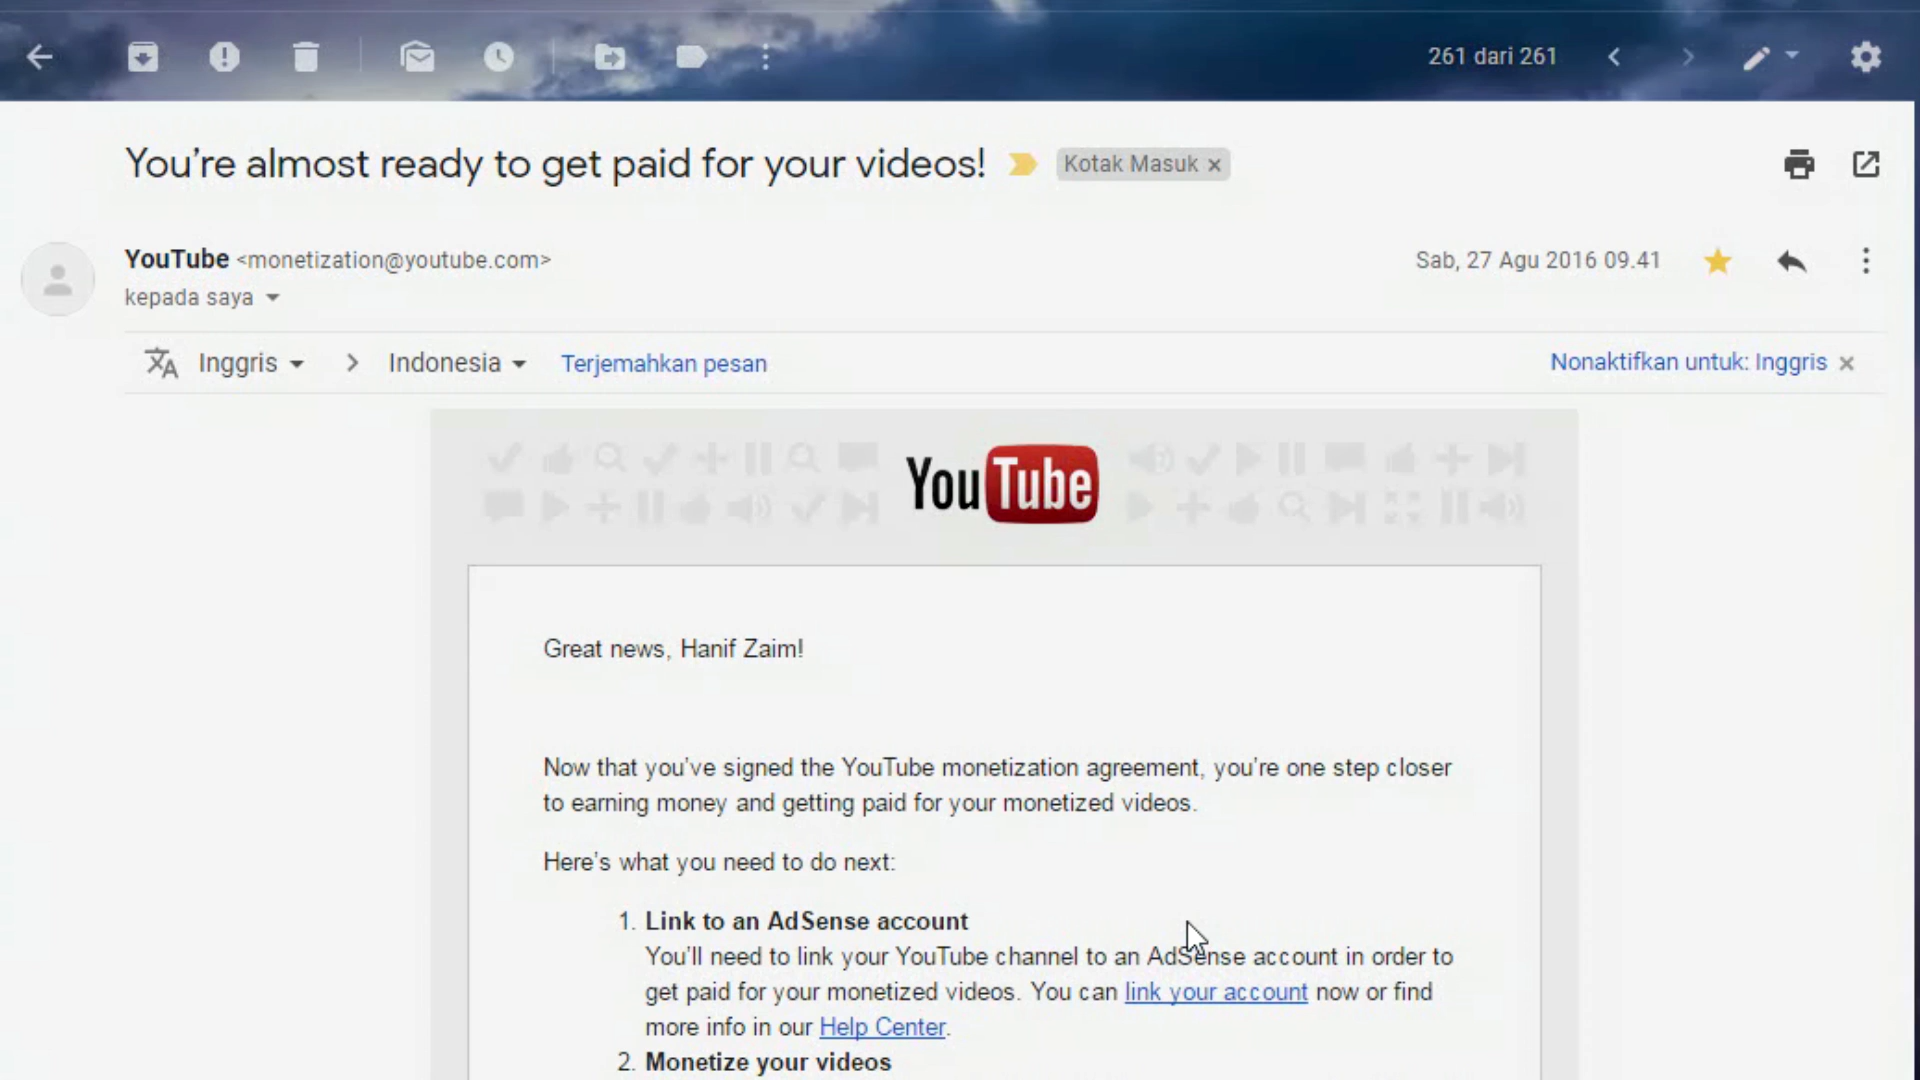 261 dari 261
You're almost ready to get paid for your videos!
Kotak Masuk ×
YouTube <monetization@youtube.com>
Sab, 27 Agu 2016 09.41
kepada saya
Inggris
Indonesia
Terjemahkan pesan
Nonaktifkan untuk: Inggris ×
YouTube
Great news, Hanif Zaim!
Now that you've signed the YouTube monetization agreement, you're one step closer
to earning money and getting paid for your monetized videos.
Here's what you need to do next:
1. Link to an AdSense account
You'll need to link your YouTube channel to an AdSense account in order to
get paid for your monetized videos. You can link your account now or find
more info in our Help Center.
2. Monetize your videos